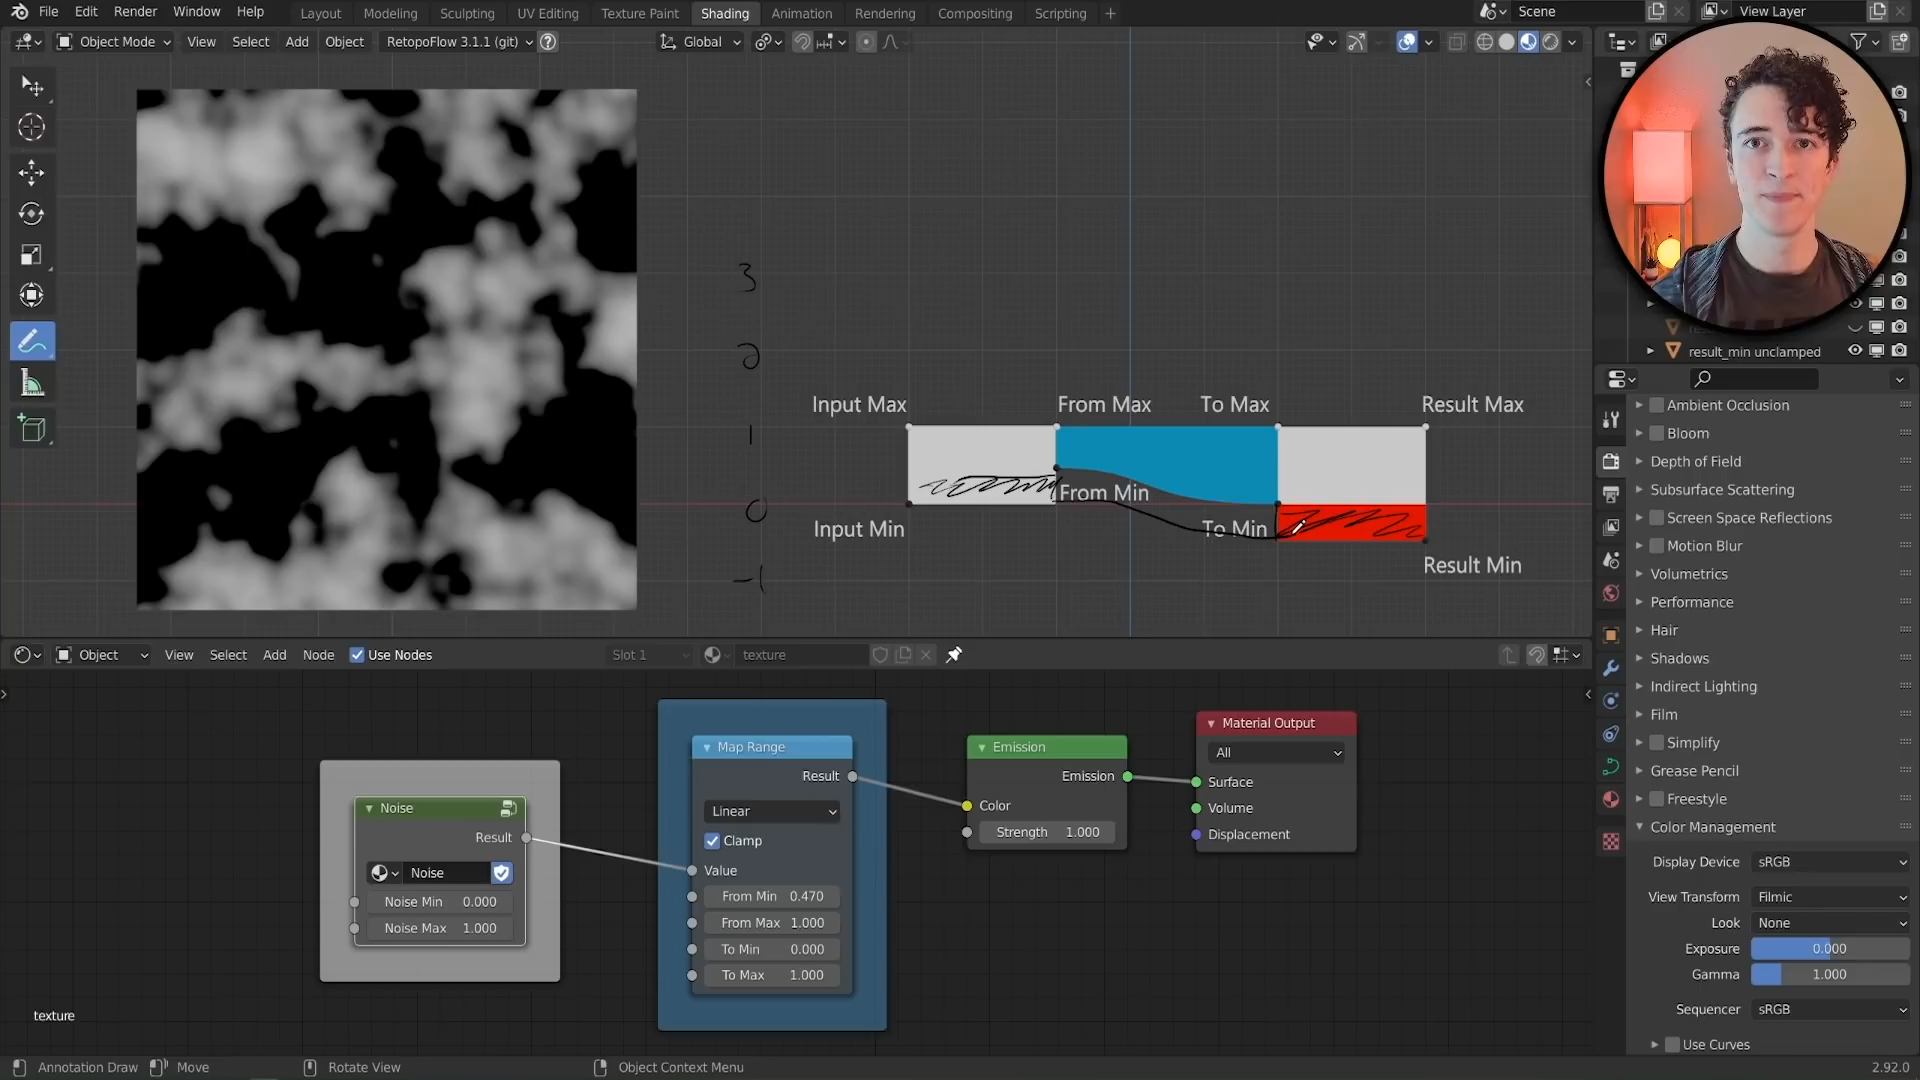 File Edit Render Window Help Layout Modeling Sculpting UV Editing Texture Paint Shading Animation Rendering Compositing Scripting + Scene View Layer
Object Mode View Select Add Object RetopoFlow 3.1.1 (git) Global
3
2
1
0
-1
Input Max From Max To Max Result Max
From Min
Input Min To Min
Result Min
result_min unclamped
Ambient Occlusion
Bloom
Depth of Field
Subsurface Scattering
Screen Space Reflections
Motion Blur
Volumetrics
Performance
Hair
Shadows
Indirect Lighting
Film
Simplify
Grease Pencil
Freestyle
Color Management
Display Device sRGB
View Transform Filmic
Look None
Exposure 0.000
Gamma 1.000
Sequencer sRGB
Use Curves
Object View Select Add Node Use Nodes Slot 1 texture
Noise
Result
Noise
Noise Min 0.000
Noise Max 1.000
Map Range
Result
Linear
Clamp
Value
From Min 0.470
From Max 1.000
To Min 0.000
To Max 1.000
Emission
Emission
Color
Strength 1.000
Material Output
All
Surface
Volume
Displacement
texture
Annotation Draw Move Rotate View Object Context Menu 2.92.0